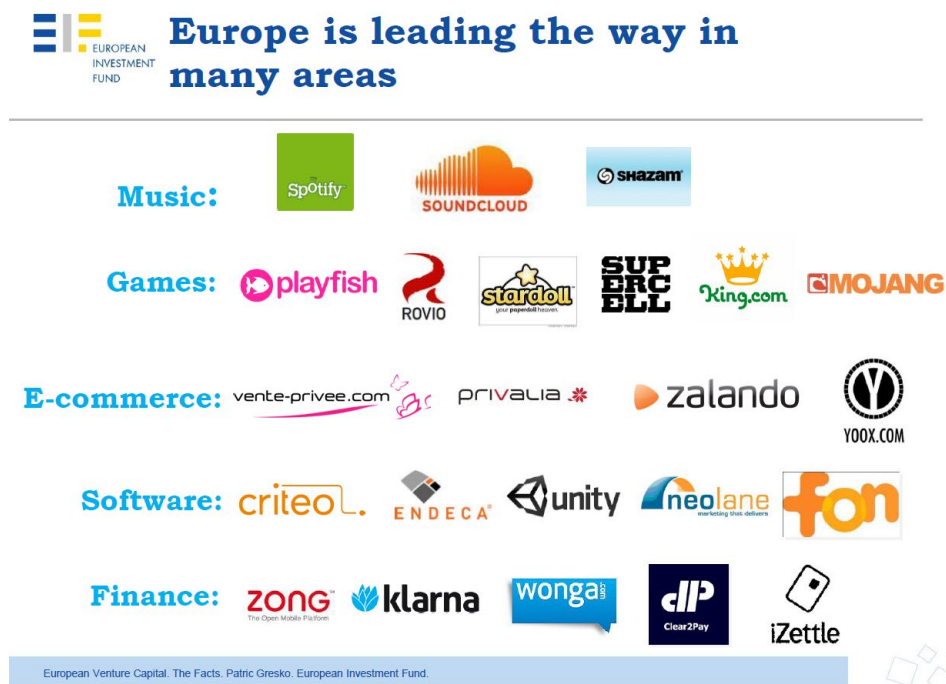 EUROPEAN
INVESTMENT
FUND
Europe is leading the way in
many areas
Music:
Spotify
SOUNDCLOUD
SHAZAM
Games:
playfish
ROVIO
stardoll
your paperdoll heaven
SUP
ERC
ELL
King.com
MOJANG
E-commerce:
vente-privee.com
PRIVALIA
zalando
Y
YOOX.COM
Software:
criteo
ENDECA
unity
neolane
marketing that delivers
fon
Finance:
ZONG
The Open Mobile Platform
klarna
wonga.com
Clear2Pay
iZettle
European Venture Capital. The Facts. Patric Gresko. European Investment Fund.